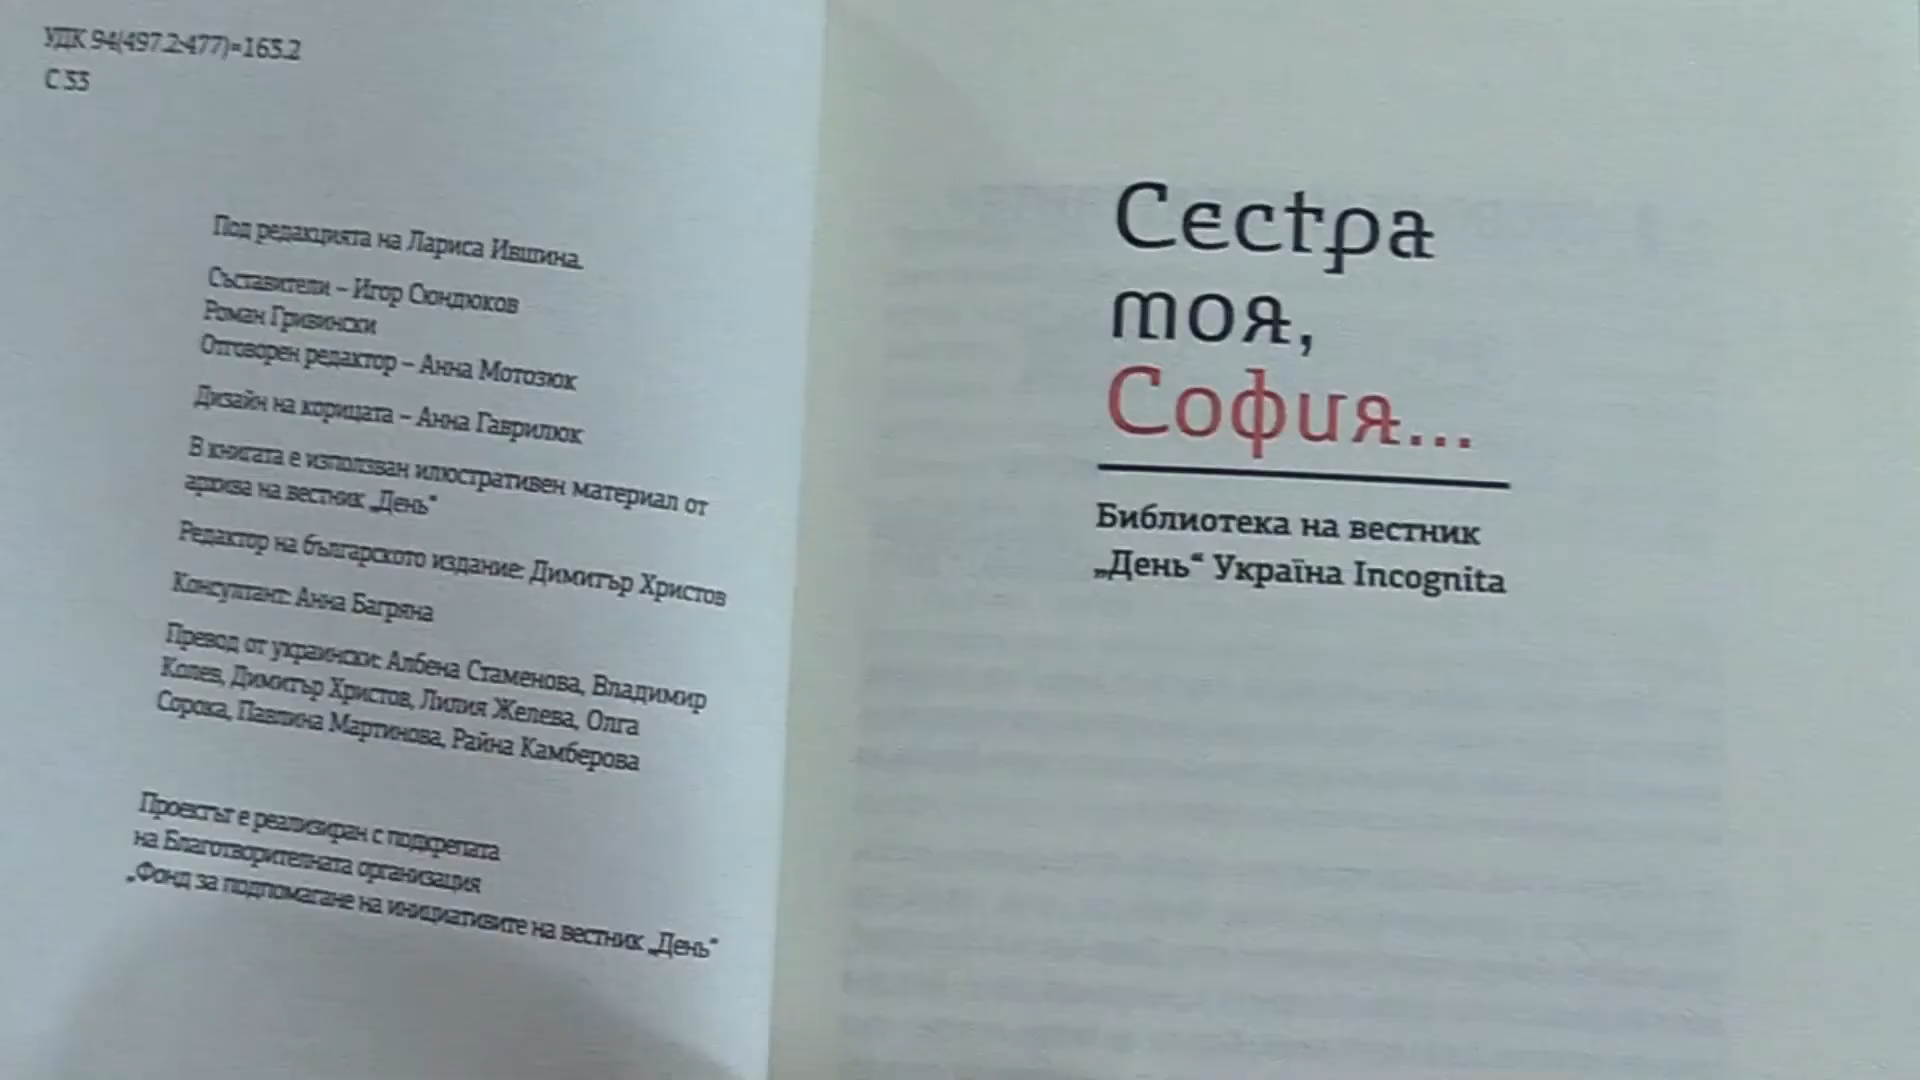 УДК 94(497.2:477)=163.2
С 33
Под редакцията на Лариса Ившина.
Съставители – Игор Сюндюков
Роман Гривински
Отговорен редактор – Анна Мотозюк
Дизайн на корицата – Анна Гаврилюк
В книгата е използван илюстративен материал от
архива на вестник „День“
Редактор на българското издание: Димитър Христов
Консултант: Анна Багряна
Превод от украински: Албена Стаменова, Владимир
Колев, Димитър Христов, Лилия Желева, Олга
Сорока, Павлина Мартинова, Райна Камберова
Проектът е реализиран с подкрепата
на Благотворителната организация
„Фонд за подпомагане на инициативите на вестник „День“
Сестра
моя,
София...
Библиотека на вестник
„День“ Україна Incognita